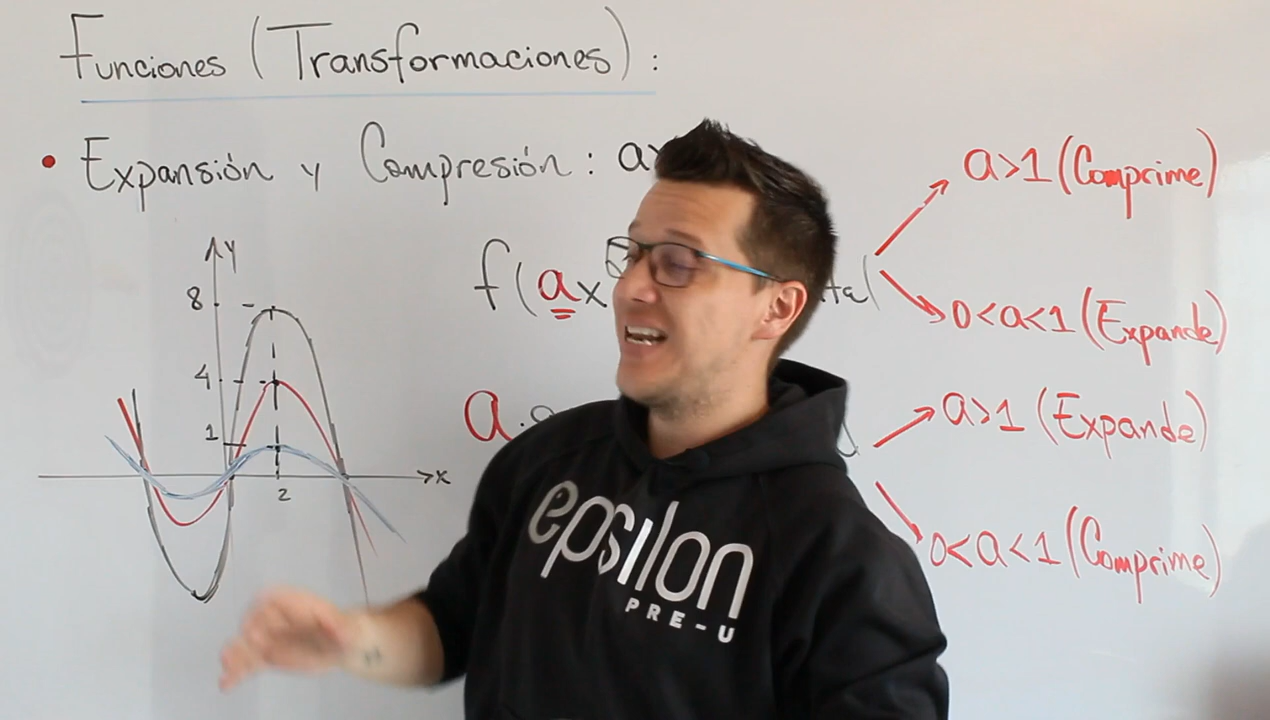 Funciones (Transformaciones) :
• Expansión y Compresión : a
a>1 (Comprime)
f(ax
0<a<1 (Expande)
a.
a>1 (Expande)
0<a<1 (Comprime)
y
8
4
1
2
x
epsilon
PRE-U